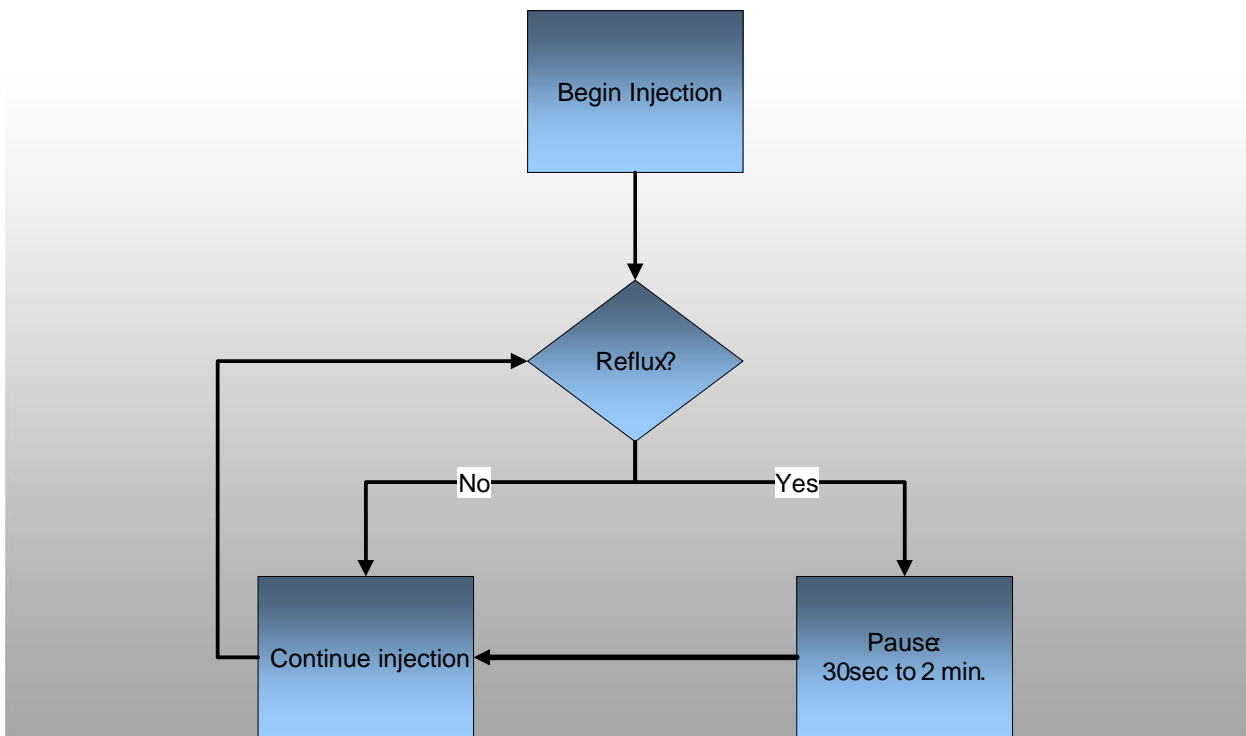 Begin Injection
Reflux?
No
Yes
Continue injection
Pause:
30sec to 2 min.